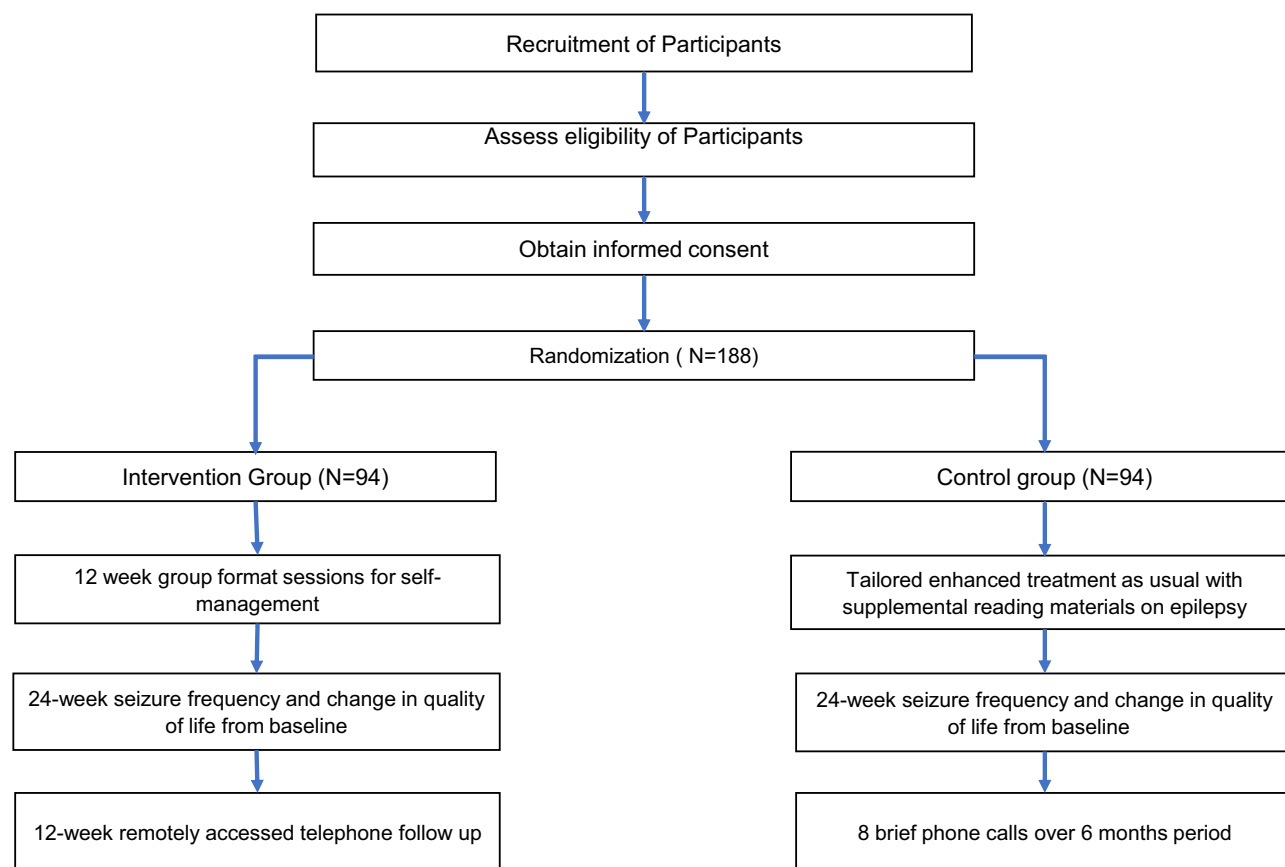 Recruitment of Participants
Assess eligibility of Participants
Obtain informed consent
Randomization ( N=188)
Intervention Group (N=94)
Control group (N=94)
12 week group format sessions for self-
management
Tailored enhanced treatment as usual with
supplemental reading materials on epilepsy
24-week seizure frequency and change in quality
of life from baseline
24-week seizure frequency and change in quality
of life from baseline
12-week remotely accessed telephone follow up
8 brief phone calls over 6 months period